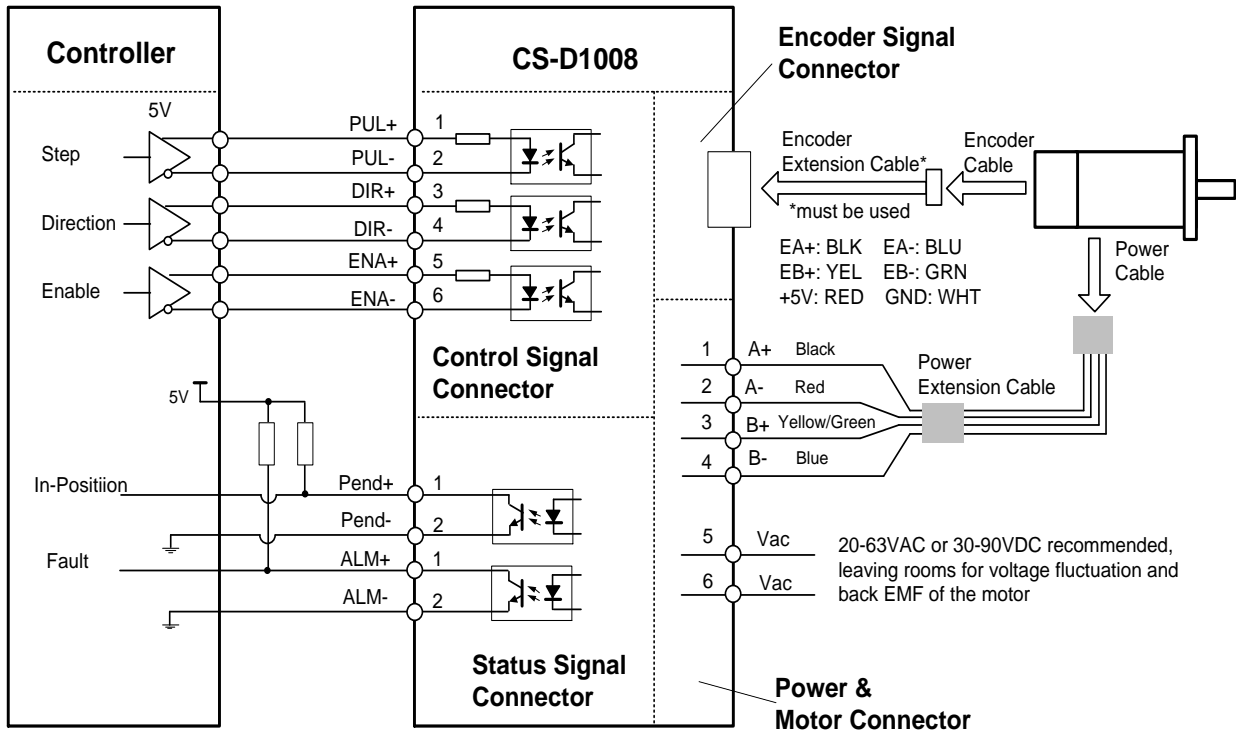 Controller
CS-D1008
Encoder Signal
Connector
5V
Step
Direction
Enable
PUL+
PUL-
DIR+
DIR-
ENA+
ENA-
1
2
3
4
5
6
Control Signal
Connector
Encoder
Extension Cable*
*must be used
Encoder
Cable
EA+: BLK EA-: BLU
EB+: YEL EB-: GRN
+5V: RED GND: WHT
Power
Cable
1 A+ Black
2 A- Red
3 B+ Yellow/Green
4 B- Blue
Power
Extension Cable
5V
In-Positiion
Fault
Pend+ 1
Pend- 2
ALM+ 1
ALM- 2
5 Vac
6 Vac
20-63VAC or 30-90VDC recommended,
leaving rooms for voltage fluctuation and
back EMF of the motor
Status Signal
Connector
Power &
Motor Connector